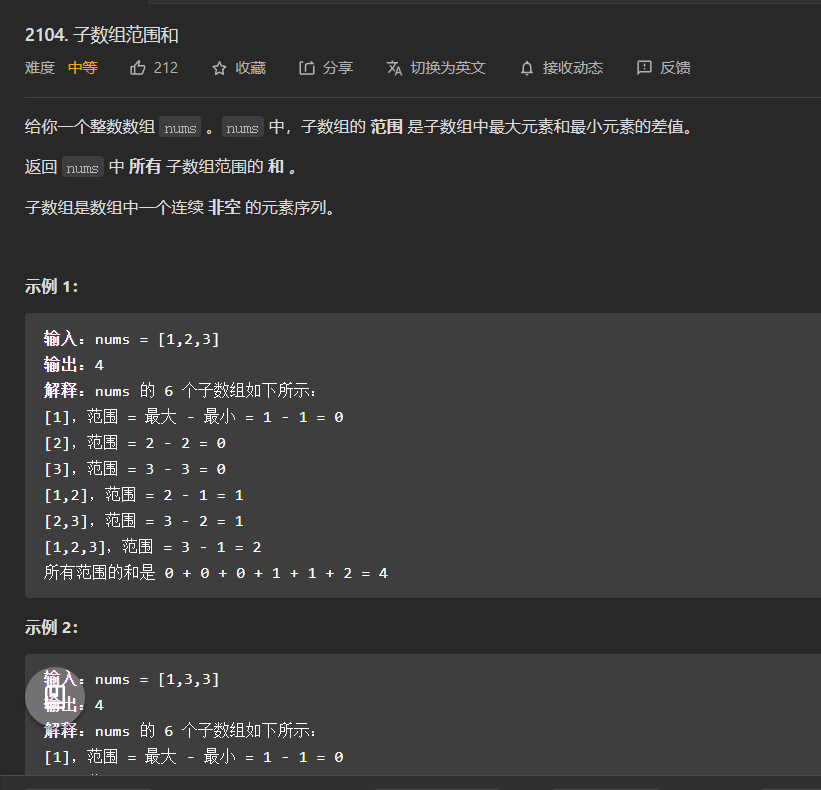 2104. 子数组范围和
难度 中等 212 收藏 分享 切换为英文 接收动态 反馈
给你一个整数数组 nums 。nums 中，子数组的 范围 是子数组中最大元素和最小元素的差值。
返回 nums 中 所有 子数组范围的 和 。
子数组是数组中一个连续 非空 的元素序列。
示例 1：
输入：nums = [1,2,3]
输出：4
解释：nums 的 6 个子数组如下所示：
[1]，范围 = 最大 - 最小 = 1 - 1 = 0
[2]，范围 = 2 - 2 = 0
[3]，范围 = 3 - 3 = 0
[1,2]，范围 = 2 - 1 = 1
[2,3]，范围 = 3 - 2 = 1
[1,2,3]，范围 = 3 - 1 = 2
所有范围的和是 0 + 0 + 0 + 1 + 1 + 2 = 4
示例 2：
输入：nums = [1,3,3]
输出：4
解释：nums 的 6 个子数组如下所示：
[1]，范围 = 最大 - 最小 = 1 - 1 = 0